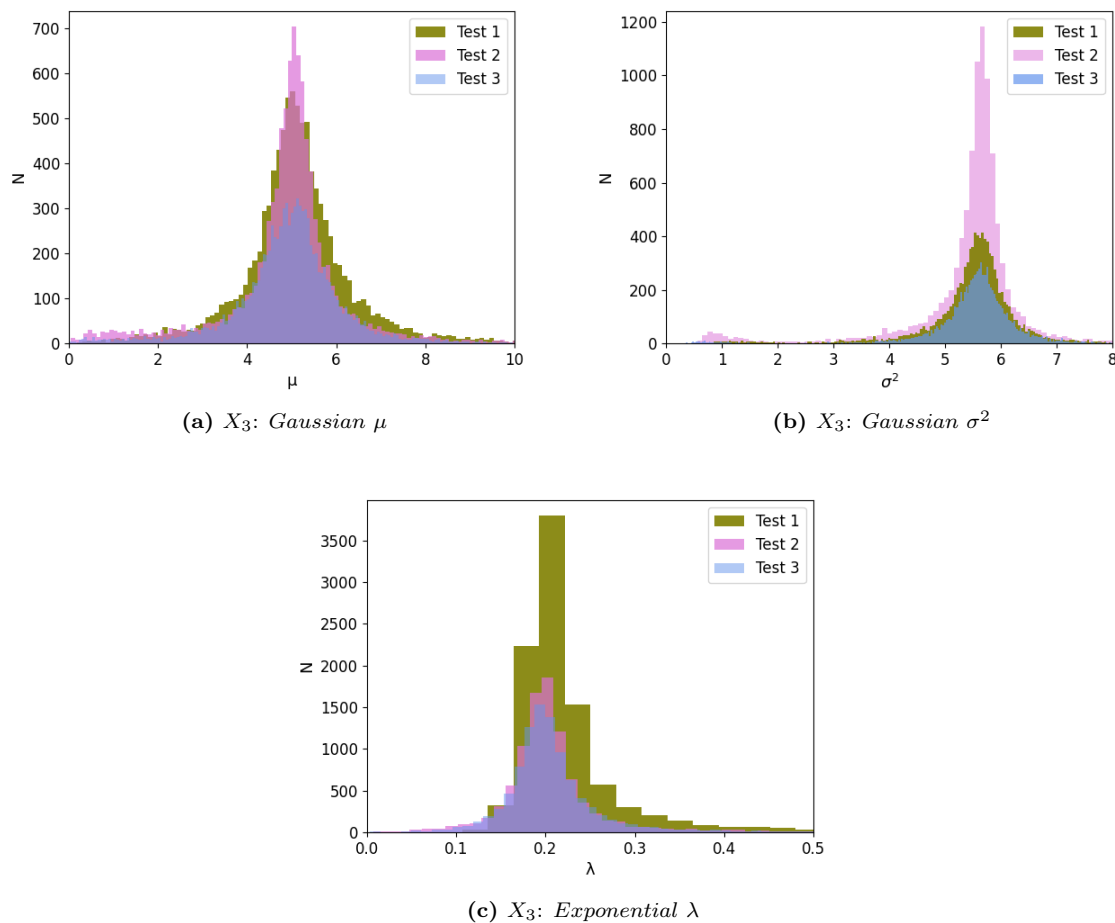 700
600
500
400
300
200
100
0
N
0 2 4 6 8 10
μ
Test 1
Test 2
Test 3
(a) X₃: Gaussian μ
1200
1000
800
600
400
200
0
N
0 1 2 3 4 5 6 7 8
σ²
Test 1
Test 2
Test 3
(b) X₃: Gaussian σ²
3500
3000
2500
2000
1500
1000
500
0
N
0.0 0.1 0.2 0.3 0.4 0.5
λ
Test 1
Test 2
Test 3
(c) X₃: Exponential λ